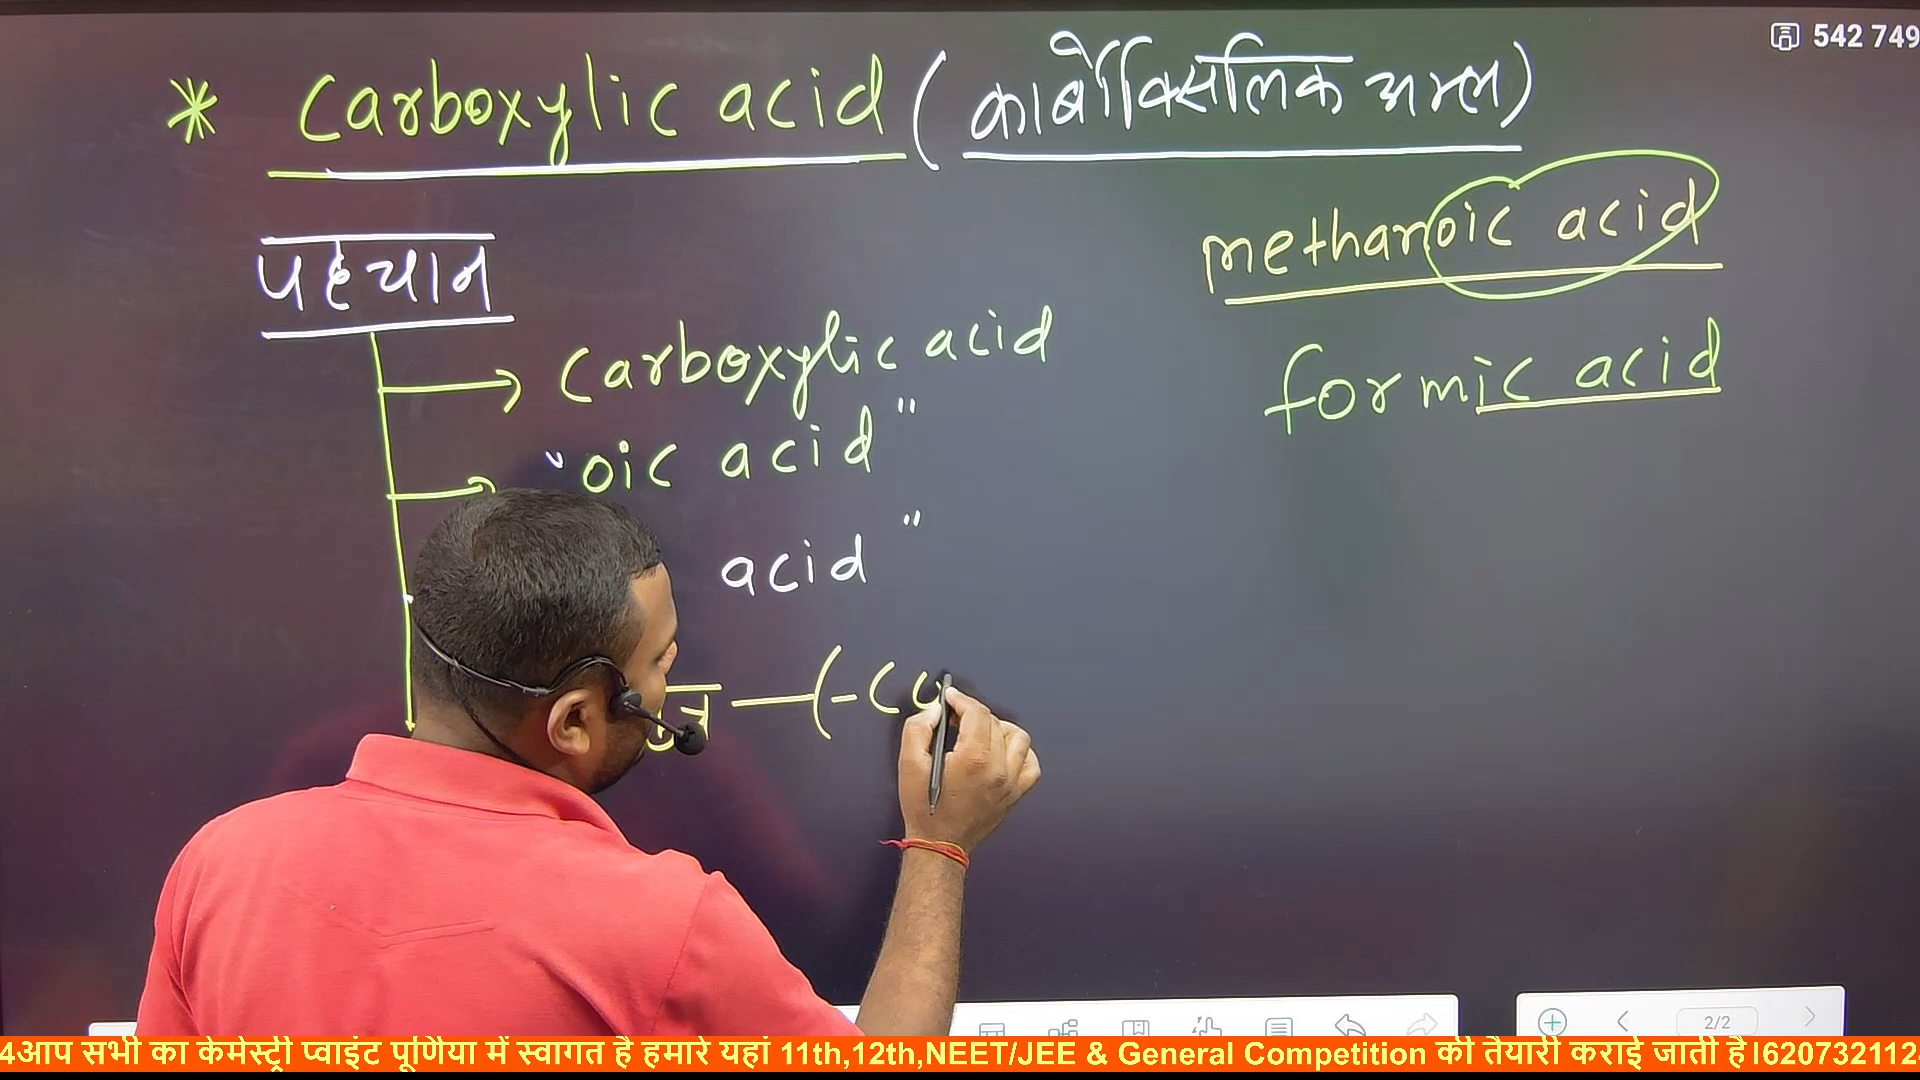 542 749
* Carboxylic acid (कार्बोक्सिलिक अम्ल)
methanoic acid
पहचान
Carboxylic acid
formic acid
"oic acid"
acid"
(-CO
2/2
4आप सभी का केमेस्ट्री प्वाइंट पूर्णिया में स्वागत है हमारे यहां 11th,12th,NEET/JEE & General Competition की तैयारी कराई जाती है।620732112